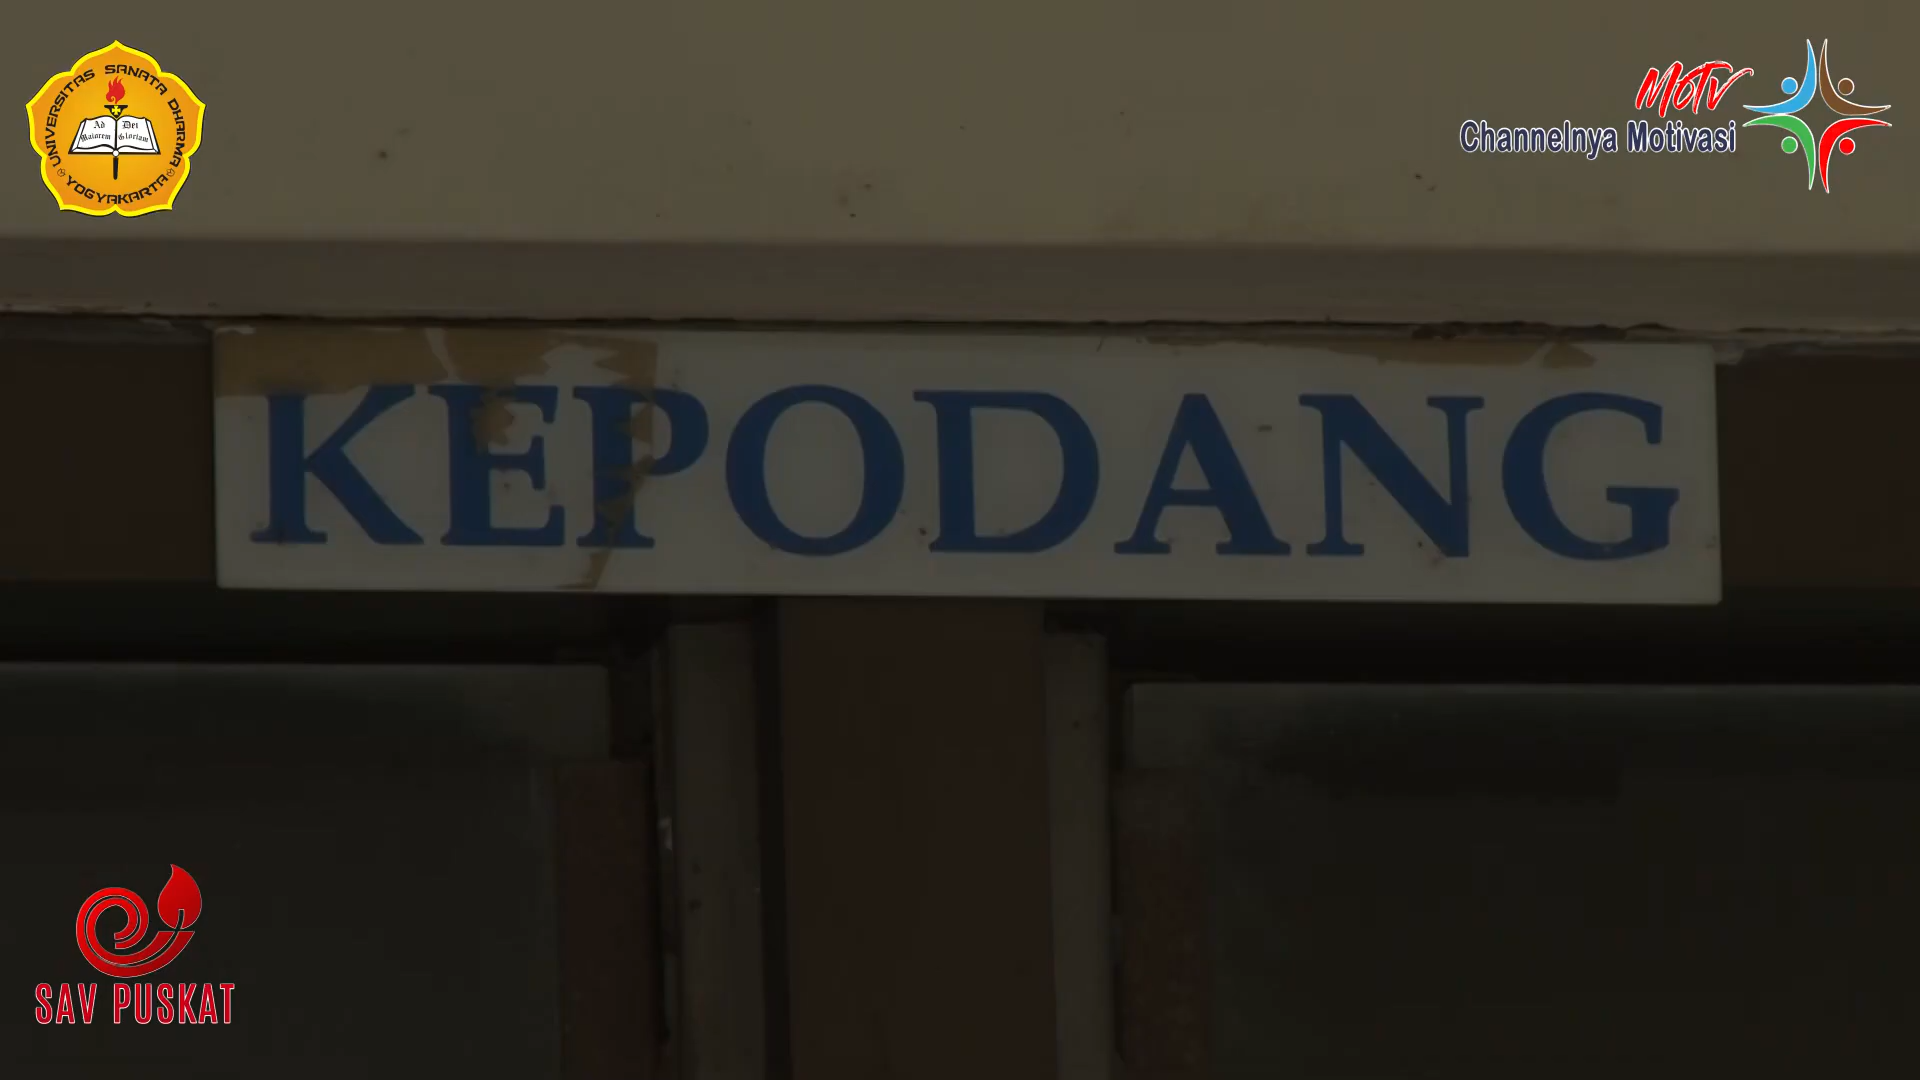 UNIVERSITAS SANATA DHARMA
Ad Dei
Maiorem Gloriam
YOGYAKARTA
MOTV
Channelnya Motivasi
KEPODANG
SAV PUSKAT